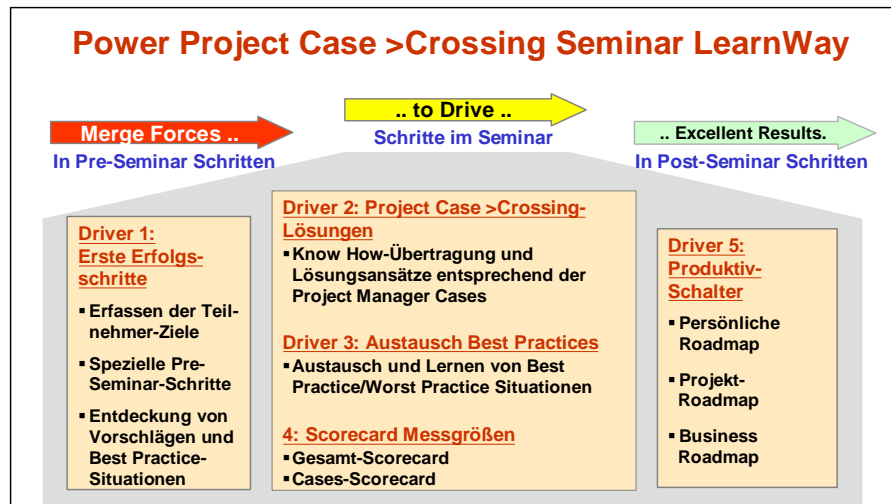 Power Project Case >Crossing Seminar LearnWay
Merge Forces ..
In Pre-Seminar Schritten
.. to Drive ..
Schritte im Seminar
.. Excellent Results.
In Post-Seminar Schritten
Driver 1:
Erste Erfolgs-
schritte
▪ Erfassen der Teil-
nehmer-Ziele
▪ Spezielle Pre-
Seminar-Schritte
▪ Entdeckung von
Vorschlägen und
Best Practice-
Situationen
Driver 2: Project Case >Crossing-
Lösungen
▪ Know How-Übertragung und
Lösungsansätze entsprechend der
Project Manager Cases
Driver 3: Austausch Best Practices
▪ Austausch und Lernen von Best
Practice/Worst Practice Situationen
4: Scorecard Messgrößen
▪ Gesamt-Scorecard
▪ Cases-Scorecard
Driver 5:
Produktiv-
Schalter
▪ Persönliche
Roadmap
▪ Projekt-
Roadmap
▪ Business
Roadmap